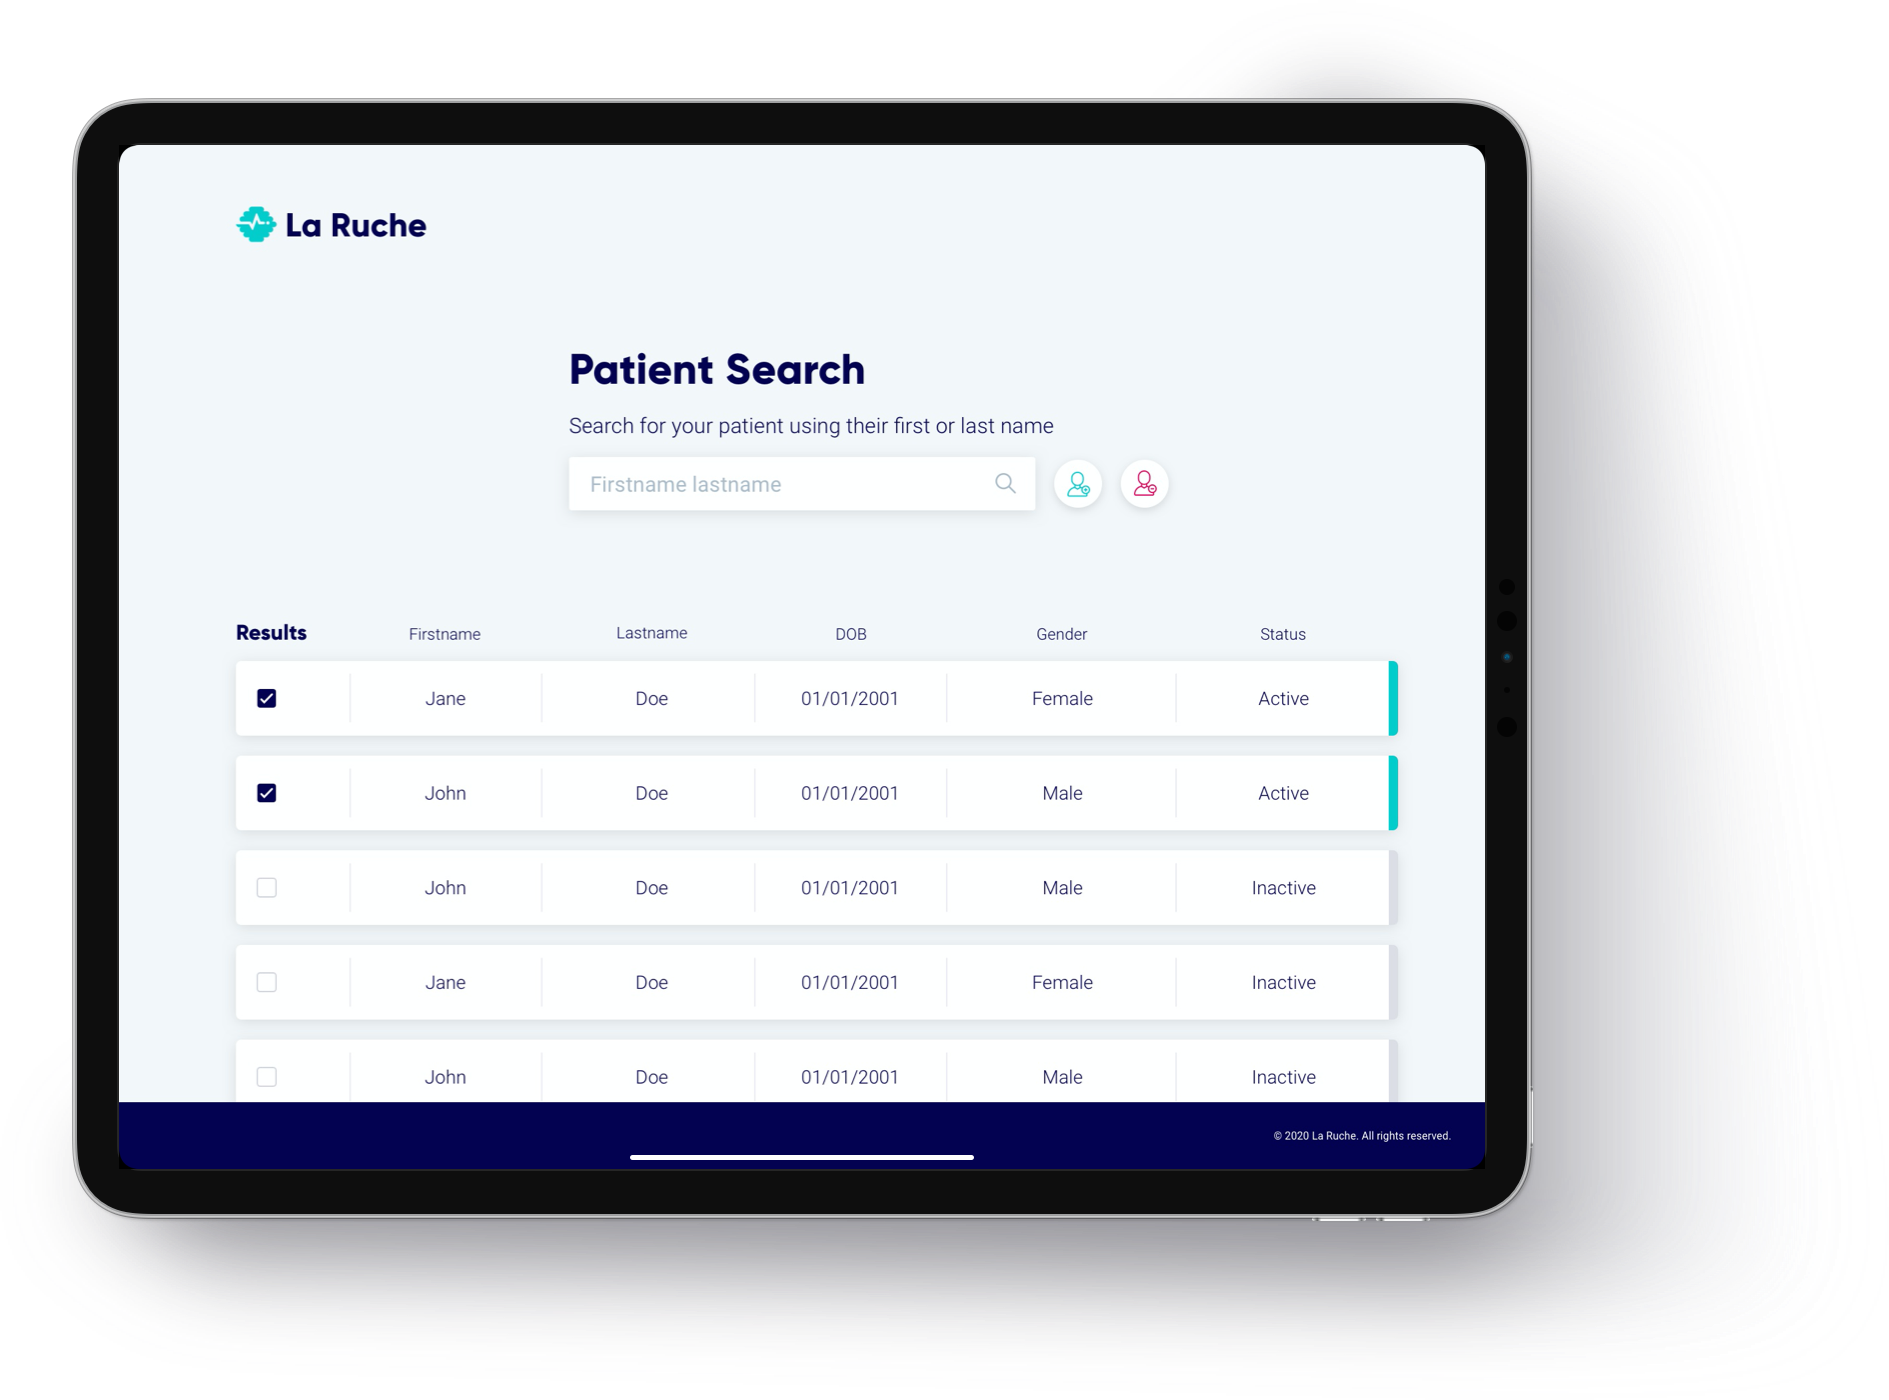 La Ruche
Patient Search
Search for your patient using their first or last name
Firstname lastname
Results Firstname Lastname DOB Gender Status
Jane Doe 01/01/2001 Female Active
John Doe 01/01/2001 Male Active
John Doe 01/01/2001 Male Inactive
Jane Doe 01/01/2001 Female Inactive
John Doe 01/01/2001 Male Inactive
© 2020 La Ruche. All rights reserved.